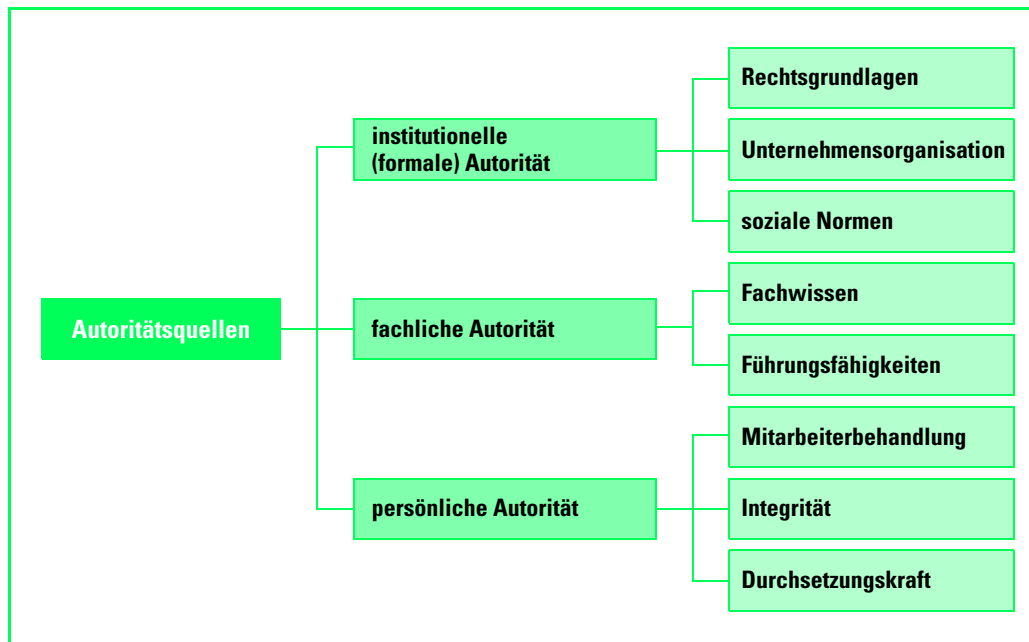 Autoritätsquellen
institutionelle
(formale) Autorität
Rechtsgrundlagen
Unternehmensorganisation
soziale Normen
fachliche Autorität
Fachwissen
Führungsfähigkeiten
persönliche Autorität
Mitarbeiterbehandlung
Integrität
Durchsetzungskraft